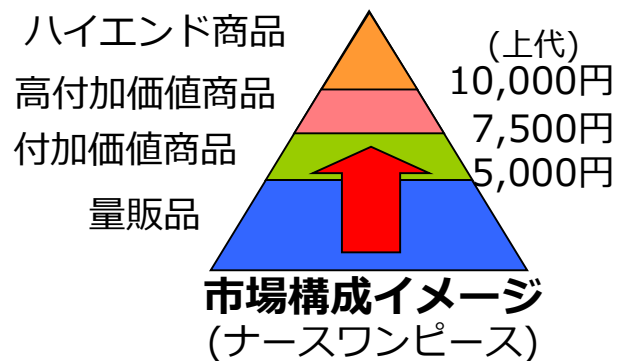 ハイエンド商品
高付加価値商品
付加価値商品
量販品
(上代)
10,000円
7,500円
5,000円
市場構成イメージ
(ナースワンピース)